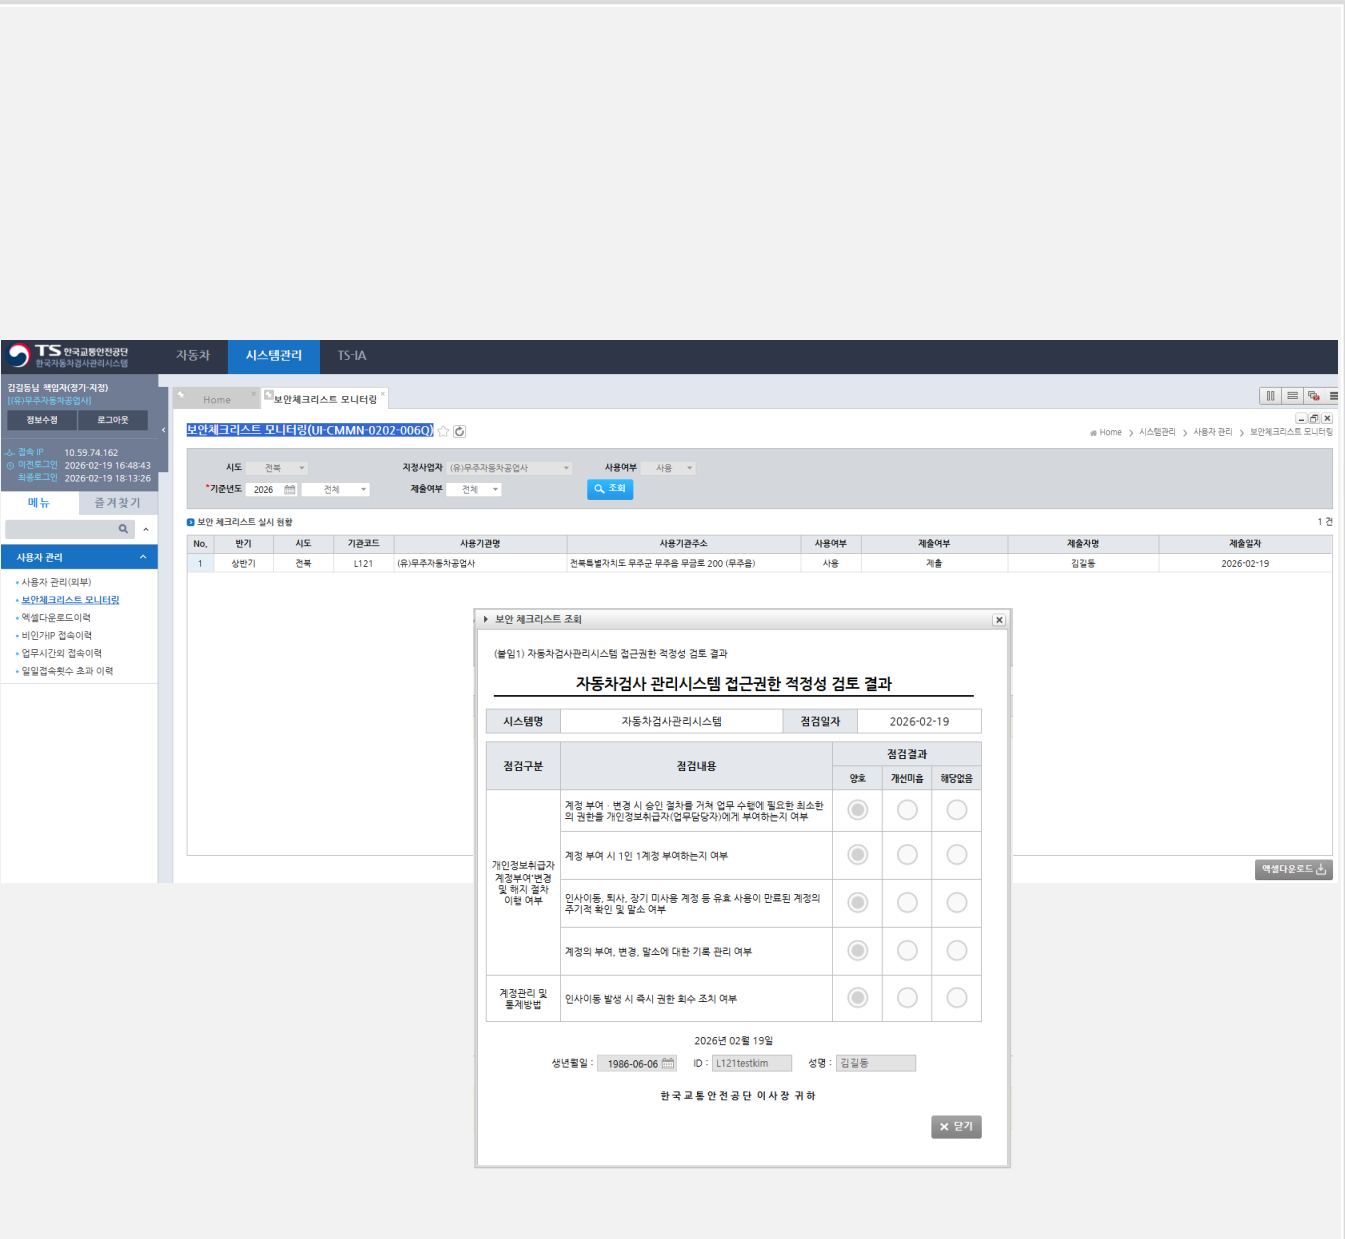 TS 한국교통안전공단
한국자동차검사관리시스템
자동차 시스템관리 TS-IA
김길동님 책임자(정기-지정)
[(유)무주자동차공업사]
정보수정 로그아웃
접속 IP 10.59.74.162
이전로그인 2026-02-19 16:48:43
최종로그인 2026-02-19 18:13:26
메뉴 즐겨찾기
사용자 관리
사용자 관리(외부)
보안체크리스트 모니터링
엑셀다운로드이력
비인가IP 접속이력
업무시간외 접속이력
일일접속횟수 초과 이력
Home 보안체크리스트 모니터링
보안체크리스트 모니터링(UI-CMMN-0202-006Q)
Home > 시스템관리 > 사용자 관리 > 보안체크리스트 모니터링
시도 전북 지정사업자 (유)무주자동차공업사 사용여부 사용
*기준년도 2026 전체 제출여부 전체 조회
보안 체크리스트 실시 현황 1 건
No. 반기 시도 기관코드 사용기관명 사용기관주소 사용여부 제출여부 제출자명 제출일자
1 상반기 전북 L121 (유)무주자동차공업사 전북특별자치도 무주군 무주읍 무금로 200 (무주읍) 사용 제출 김길동 2026-02-19
엑셀다운로드
보안 체크리스트 조회
(붙임1) 자동차검사관리시스템 접근권한 적정성 검토 결과
자동차검사 관리시스템 접근권한 적정성 검토 결과
시스템명 자동차검사관리시스템 점검일자 2026-02-19
점검구분 점검내용 점검결과
양호 개선미흡 해당없음
개인정보취급자
계정부여'변경
및 해지 절차
이행 여부
계정 부여 · 변경 시 승인 절차를 거쳐 업무 수행에 필요한 최소한
의 권한을 개인정보취급자(업무담당자)에게 부여하는지 여부
계정 부여 시 1인 1계정 부여하는지 여부
인사이동, 퇴사, 장기 미사용 계정 등 유효 사용이 만료된 계정의
주기적 확인 및 말소 여부
계정의 부여, 변경, 말소에 대한 기록 관리 여부
계정관리 및
통제방법
인사이동 발생 시 즉시 권한 회수 조치 여부
2026년 02월 19일
생년월일 : 1986-06-06 ID : L121testkim 성명 : 김길동
한국교통안전공단 이사장 귀하
닫기